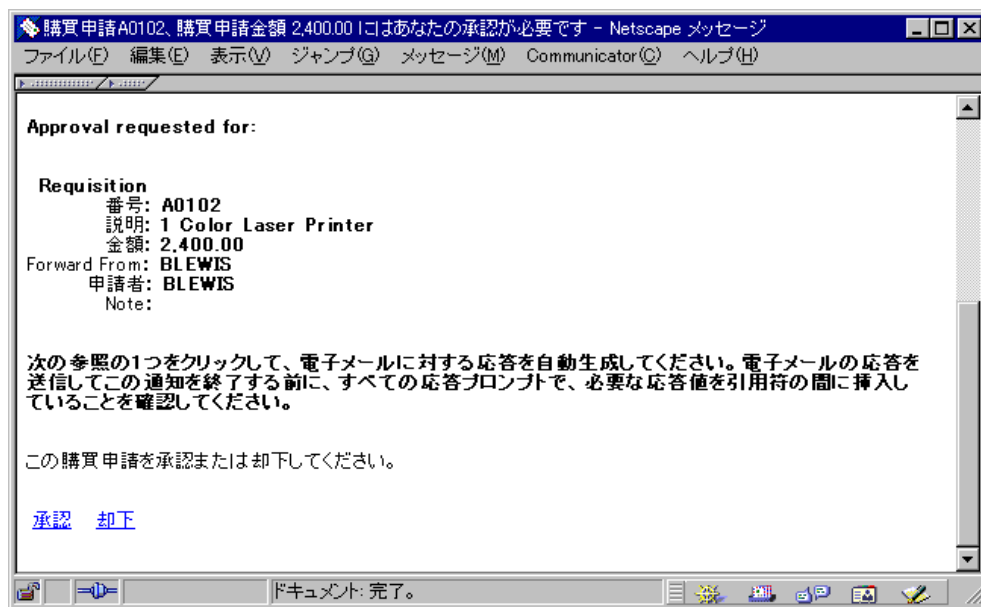 購買申請A0102、購買申請金額 2,400.00 にはあなたの承認が必要です - Netscape メッセージ
ファイル(F) 編集(E) 表示(V) ジャンプ(G) メッセージ(M) Communicator(C) ヘルプ(H)
Approval requested for:
Requisition
番号: A0102
説明: 1 Color Laser Printer
金額: 2,400.00
Forward From: BLEWIS
申請者: BLEWIS
Note:
次の参照の1つをクリックして、電子メールに対する応答を自動生成してください。電子メールの応答を
送信してこの通知を終了する前に、すべての応答プロンプトで、必要な応答値を引用符の間に挿入し
ていることを確認してください。
この購買申請を承認または却下してください。
承認 却下
ドキュメント: 完了。